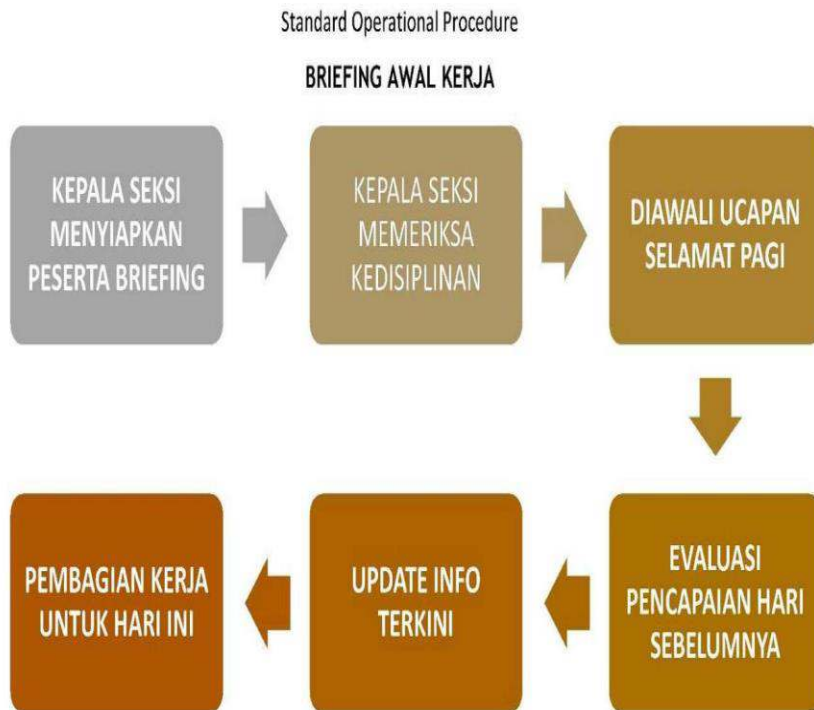 Standard Operational Procedure
BRIEFING AWAL KERJA
KEPALA SEKSI
MENYIAPKAN
PESERTA BRIEFING
KEPALA SEKSI
MEMERIKSA
KEDISIPLINAN
DIAWALI UCAPAN
SELAMAT PAGI
EVALUASI
PENCAPAIAN HARI
SEBELUMNYA
UPDATE INFO
TERKINI
PEMBAGIAN KERJA
UNTUK HARI INI